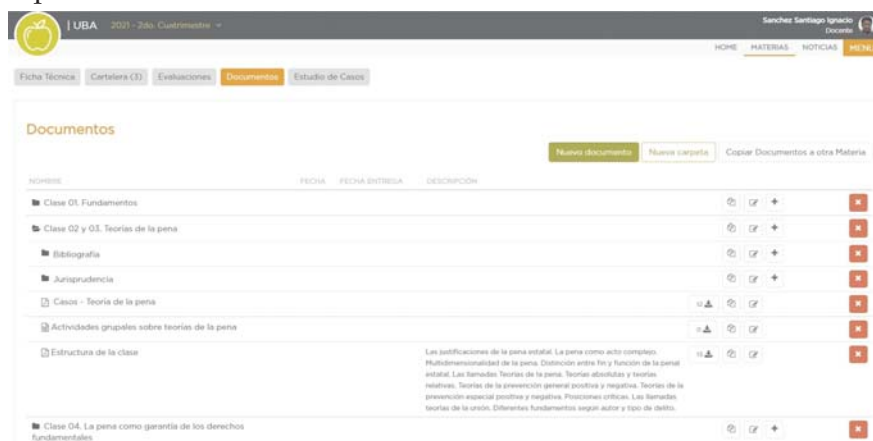 UBA 2021 - 2do. Cuatrimestre
Sanchez Santiago Ignacio
Docente
HOME MATERIAS NOTICIAS MENU
Ficha Técnica Cartelera (3) Evaluaciones Documentos Estudio de Casos
Documentos
Nuevo documento Nueva carpeta Copiar Documentos a otra Materia
NOMBRE FECHA FECHA ENTREGA DESCRIPCIÓN
Clase 01. Fundamentos
Clase 02 y 03. Teorías de la pena
Bibliografía
Jurisprudencia
Casos - Teoría de la pena
Actividades grupales sobre teorías de la pena
Estructura de la clase
Las justificaciones de la pena estatal. La pena como acto complejo.
Multidimensionalidad de la pena. Distinción entre fin y función de la penal
estatal. Las llamadas Teorías de la pena. Teorías absolutas y teorías
relativas. Teorías de la prevención general positiva y negativa. Teorías de la
prevención especial positiva y negativa. Posiciones críticas. Las llamadas
teorías de la unión. Diferentes fundamentos según autor y tipo de delito.
Clase 04. La pena como garantía de los derechos
fundamentales